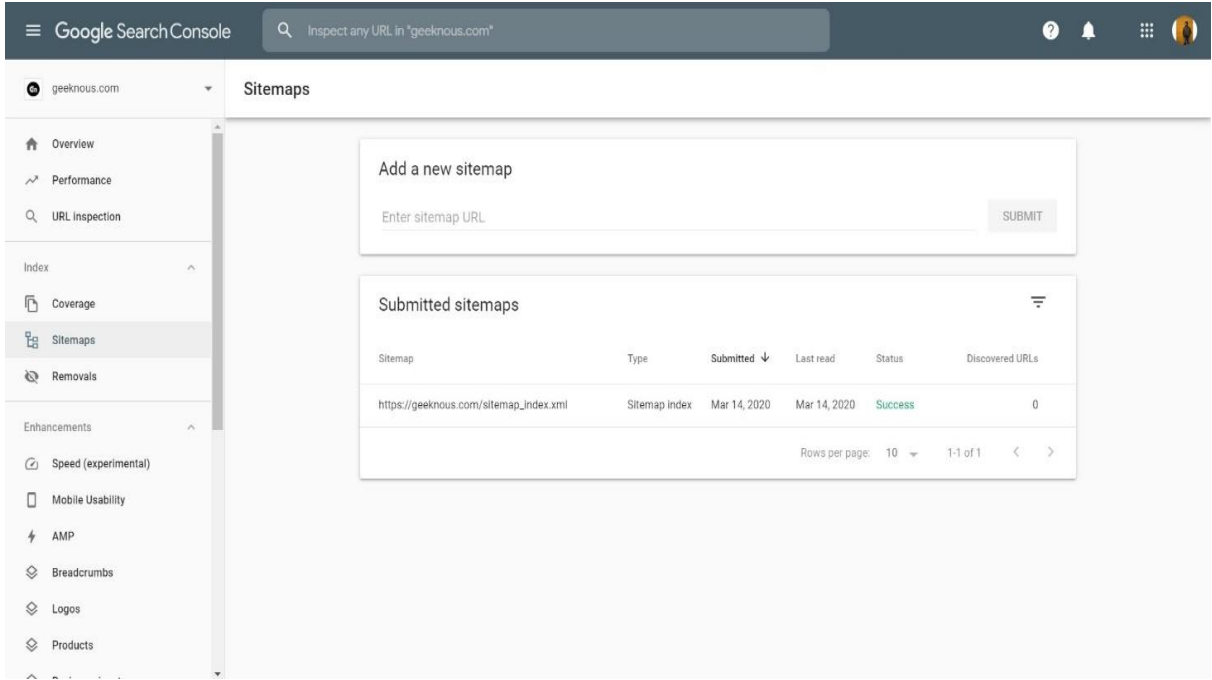 Google Search Console
Inspect any URL in "geeknous.com"
geeknous.com
Sitemaps
Overview
Performance
URL inspection
Index
Coverage
Sitemaps
Removals
Enhancements
Speed (experimental)
Mobile Usability
AMP
Breadcrumbs
Logos
Products
Add a new sitemap
Enter sitemap URL
SUBMIT
Submitted sitemaps
Sitemap Type Submitted Last read Status Discovered URLs
https://geeknous.com/sitemap_index.xml Sitemap index Mar 14, 2020 Mar 14, 2020 Success 0
Rows per page: 10 1-1 of 1